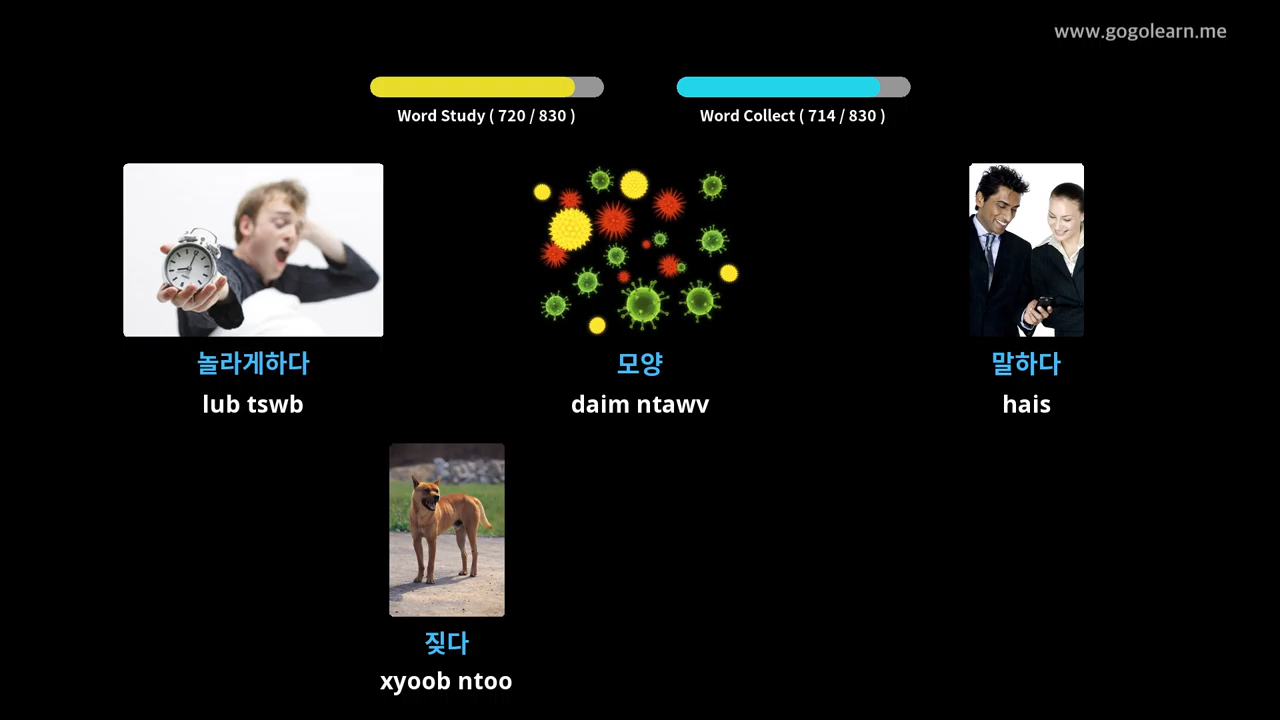 www.gogolearn.me
Word Study ( 720 / 830 )
Word Collect ( 714 / 830 )
놀라게하다
모양
말하다
lub tswb
daim ntawv
hais
짖다
xyoob ntoo